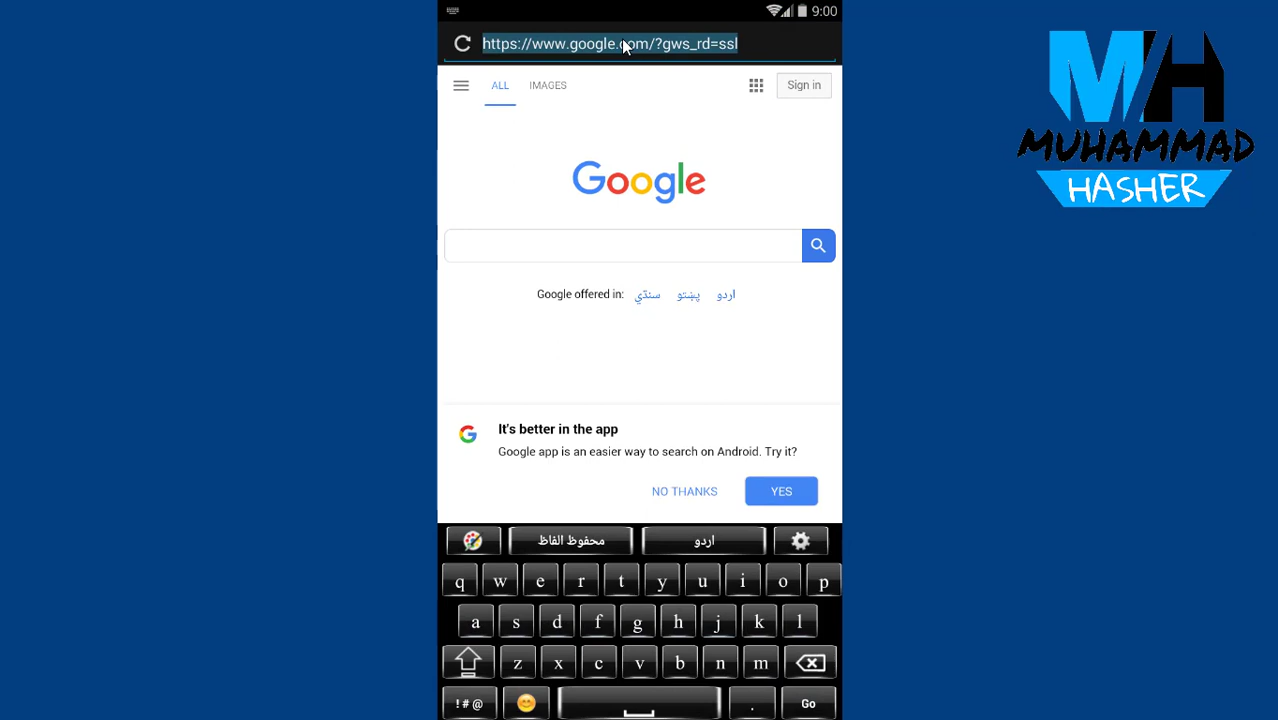 9:00
https://www.google.com/?gws_rd=ssl
ALL IMAGES Sign in
MH
MUHAMMAD
HASHER
Google
Google offered in: سنڌي پښتو اردو
It's better in the app
Google app is an easier way to search on Android. Try it?
NO THANKS YES
محفوظ الفاظ اردو
q w e r t y u i o p
a s d f g h j k l
z x c v b n m
! # @ . Go